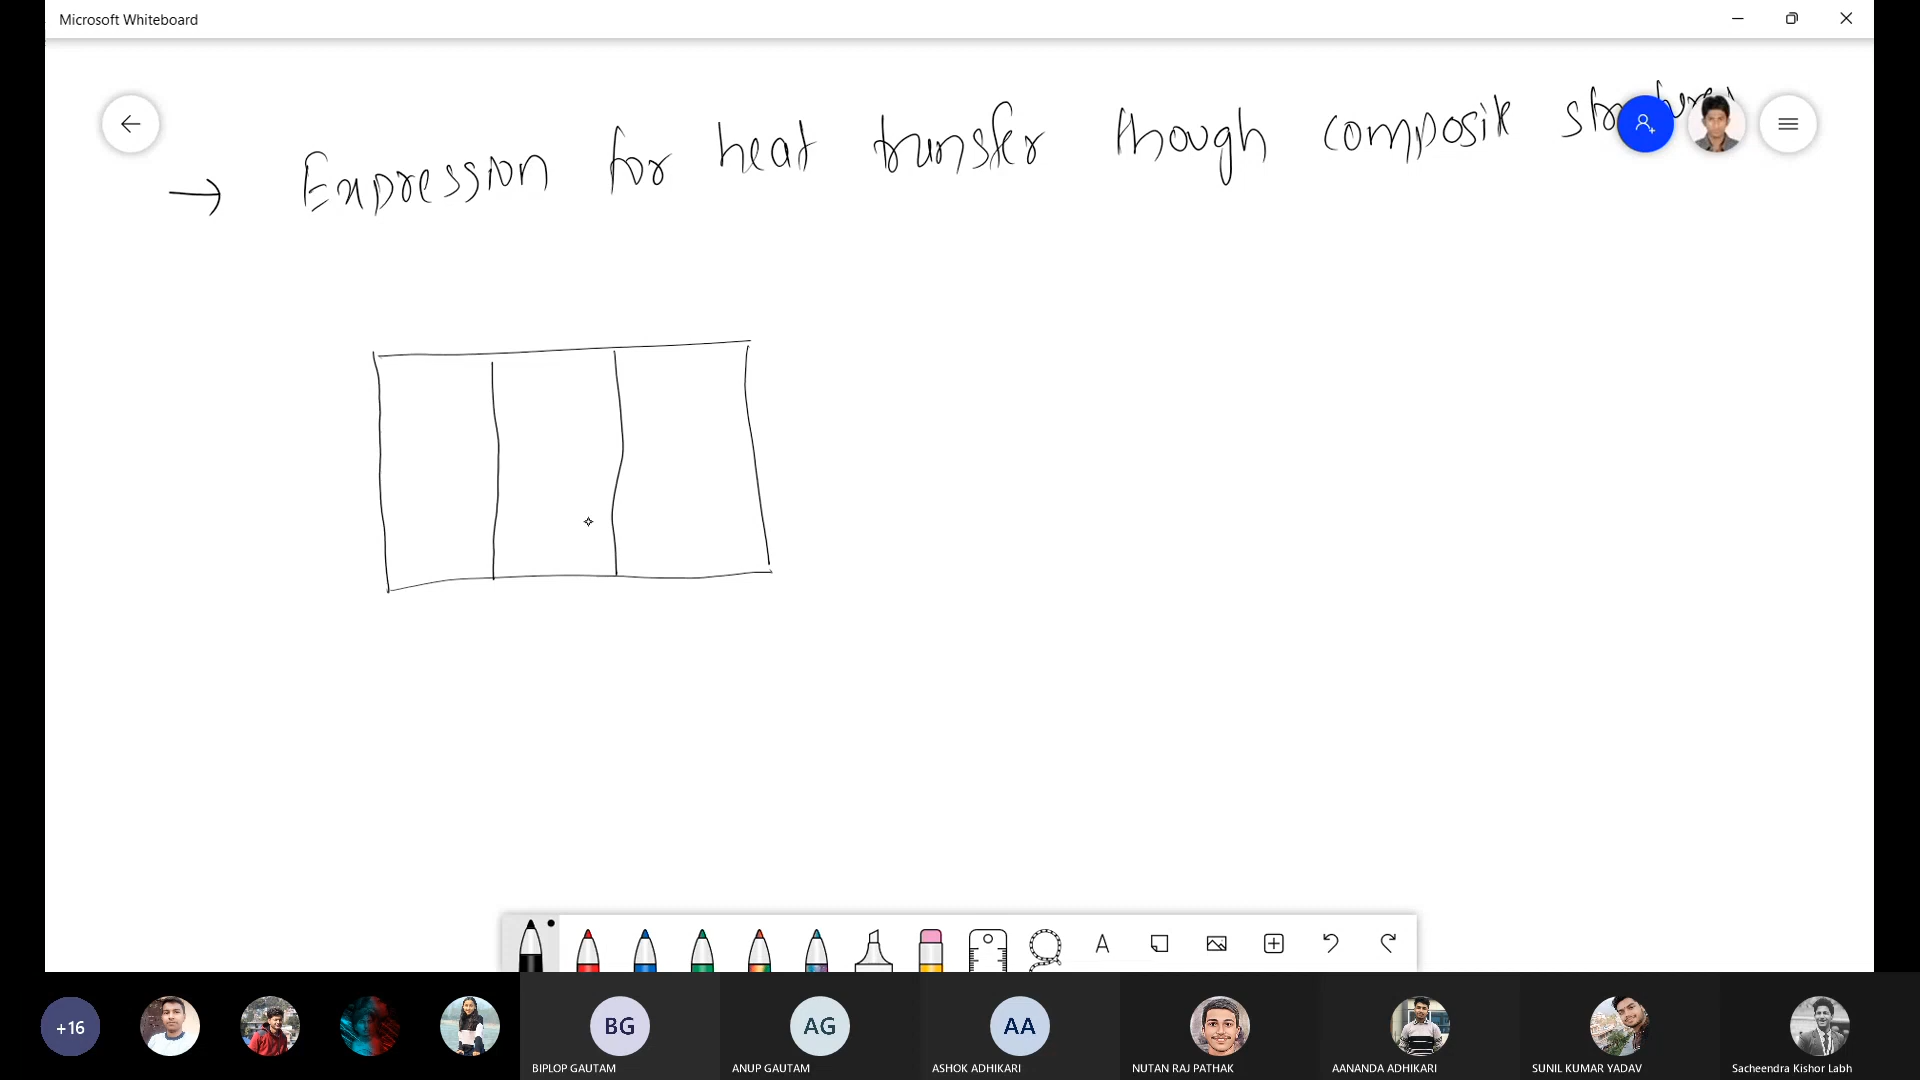 Microsoft Whiteboard
→ Expression for heat transfer though composite
+16
BG
AG
AA
BIPLOP GAUTAM
ANUP GAUTAM
ASHOK ADHIKARI
NUTAN RAJ PATHAK
AANANDA ADHIKARI
SUNIL KUMAR YADAV
Sacheendra Kishor Labh